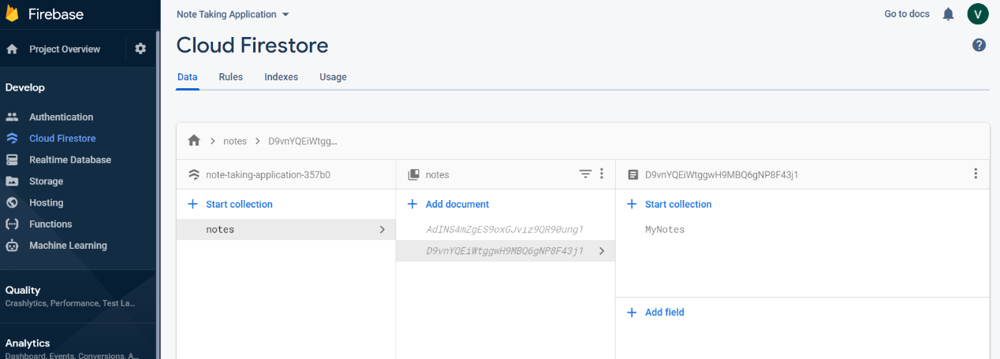 Firebase
Note Taking Application
Go to docs
V
Project Overview
Cloud Firestore
?
Data Rules Indexes Usage
Develop
Authentication
Cloud Firestore
Realtime Database
Storage
Hosting
Functions
Machine Learning
Quality
Crashlytics, Performance, Test La...
Analytics
Dashboard, Events, Conversions, A...
notes D9vnYQEiWtgg...
note-taking-application-357b0
Start collection
notes
notes
Add document
AdINS4mZgES9oxGJviz9QR90ung1
D9vnYQEiWtggwH9MBQ6gNP8F43j1
D9vnYQEiWtggwH9MBQ6gNP8F43j1
Start collection
MyNotes
Add field